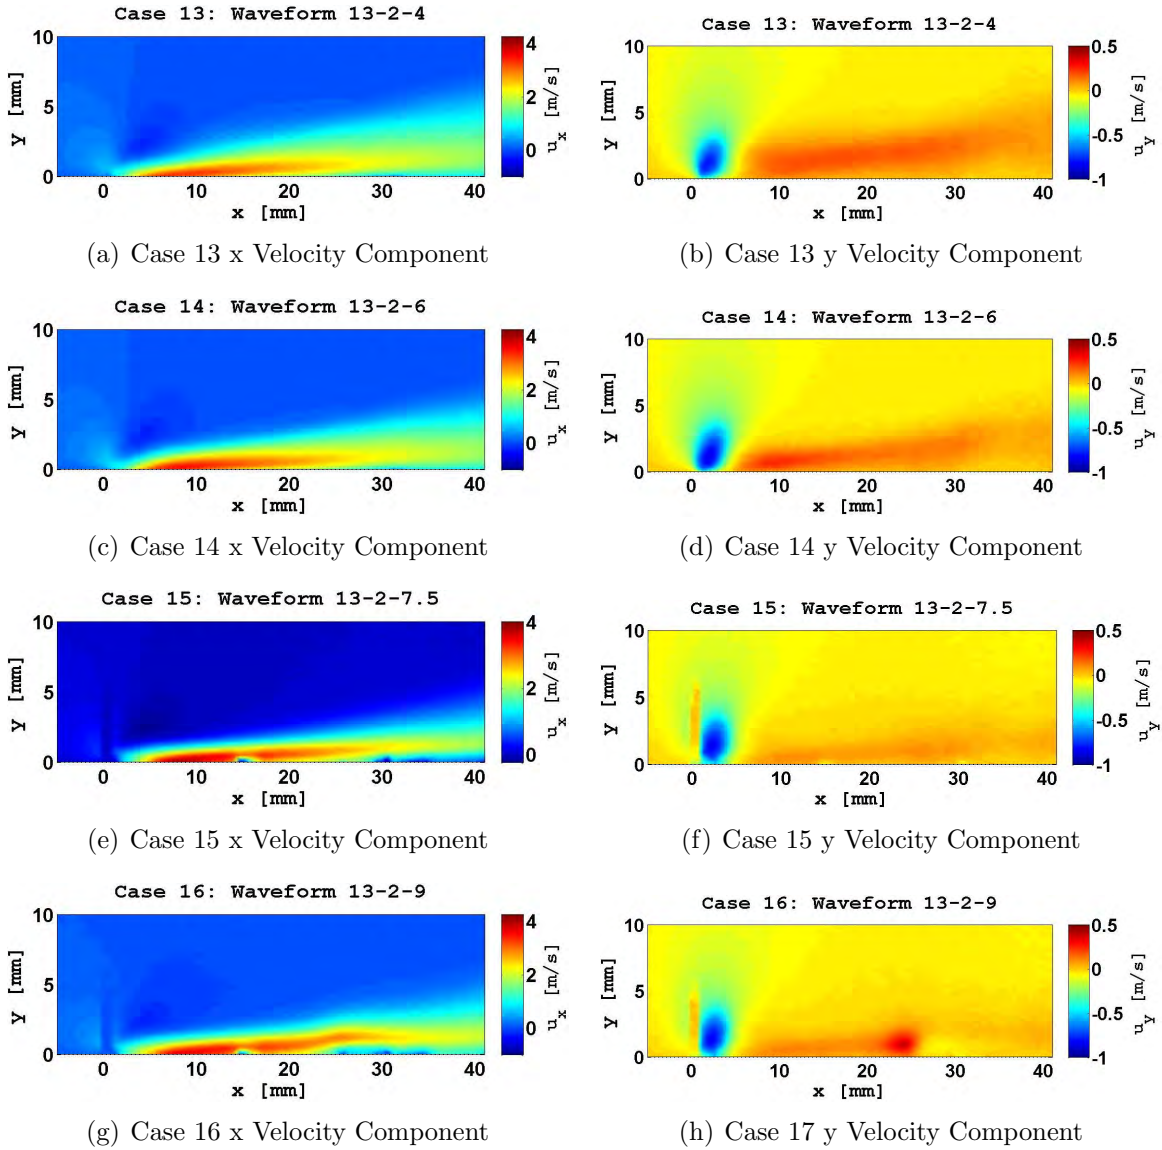 Case 13: Waveform 13-2-4
10
5
0
y [mm]
0 10 20 30 40
x [mm]
4
2
0
u_x [m/s]
(a) Case 13 x Velocity Component
Case 13: Waveform 13-2-4
10
5
0
y [mm]
0 10 20 30 40
x [mm]
0.5
0
-0.5
-1
u_y [m/s]
(b) Case 13 y Velocity Component
Case 14: Waveform 13-2-6
10
5
0
y [mm]
0 10 20 30 40
x [mm]
4
2
0
u_x [m/s]
(c) Case 14 x Velocity Component
Case 14: Waveform 13-2-6
10
5
0
y [mm]
0 10 20 30 40
x [mm]
0.5
0
-0.5
-1
u_y [m/s]
(d) Case 14 y Velocity Component
Case 15: Waveform 13-2-7.5
10
5
0
y [mm]
0 10 20 30 40
x [mm]
4
2
0
u_x [m/s]
(e) Case 15 x Velocity Component
Case 15: Waveform 13-2-7.5
10
5
0
y [mm]
0 10 20 30 40
x [mm]
0.5
0
-0.5
-1
u_y [m/s]
(f) Case 15 y Velocity Component
Case 16: Waveform 13-2-9
10
5
0
y [mm]
0 10 20 30 40
x [mm]
4
2
0
u_x [m/s]
(g) Case 16 x Velocity Component
Case 16: Waveform 13-2-9
10
5
0
y [mm]
0 10 20 30 40
x [mm]
0.5
0
-0.5
-1
u_y [m/s]
(h) Case 17 y Velocity Component